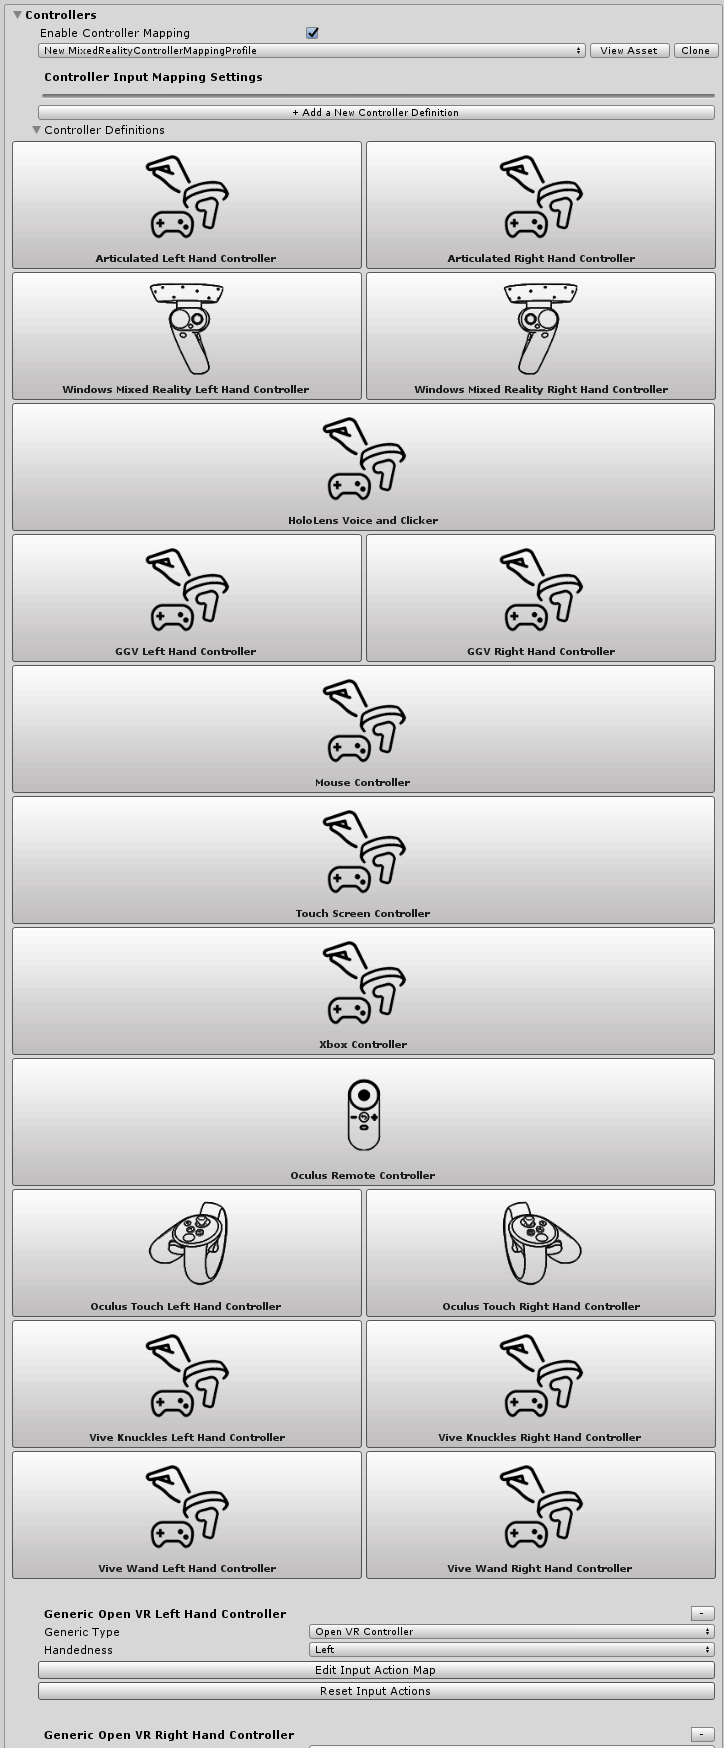 Controllers
Enable Controller Mapping
New MixedRealityControllerMappingProfile View Asset Clone
Controller Input Mapping Settings
+ Add a New Controller Definition
Controller Definitions
Articulated Left Hand Controller Articulated Right Hand Controller
Windows Mixed Reality Left Hand Controller Windows Mixed Reality Right Hand Controller
HoloLens Voice and Clicker
GGV Left Hand Controller GGV Right Hand Controller
Mouse Controller
Touch Screen Controller
Xbox Controller
Oculus Remote Controller
Oculus Touch Left Hand Controller Oculus Touch Right Hand Controller
Vive Knuckles Left Hand Controller Vive Knuckles Right Hand Controller
Vive Wand Left Hand Controller Vive Wand Right Hand Controller
Generic Open VR Left Hand Controller -
Generic Type Open VR Controller
Handedness Left
Edit Input Action Map
Reset Input Actions
Generic Open VR Right Hand Controller -